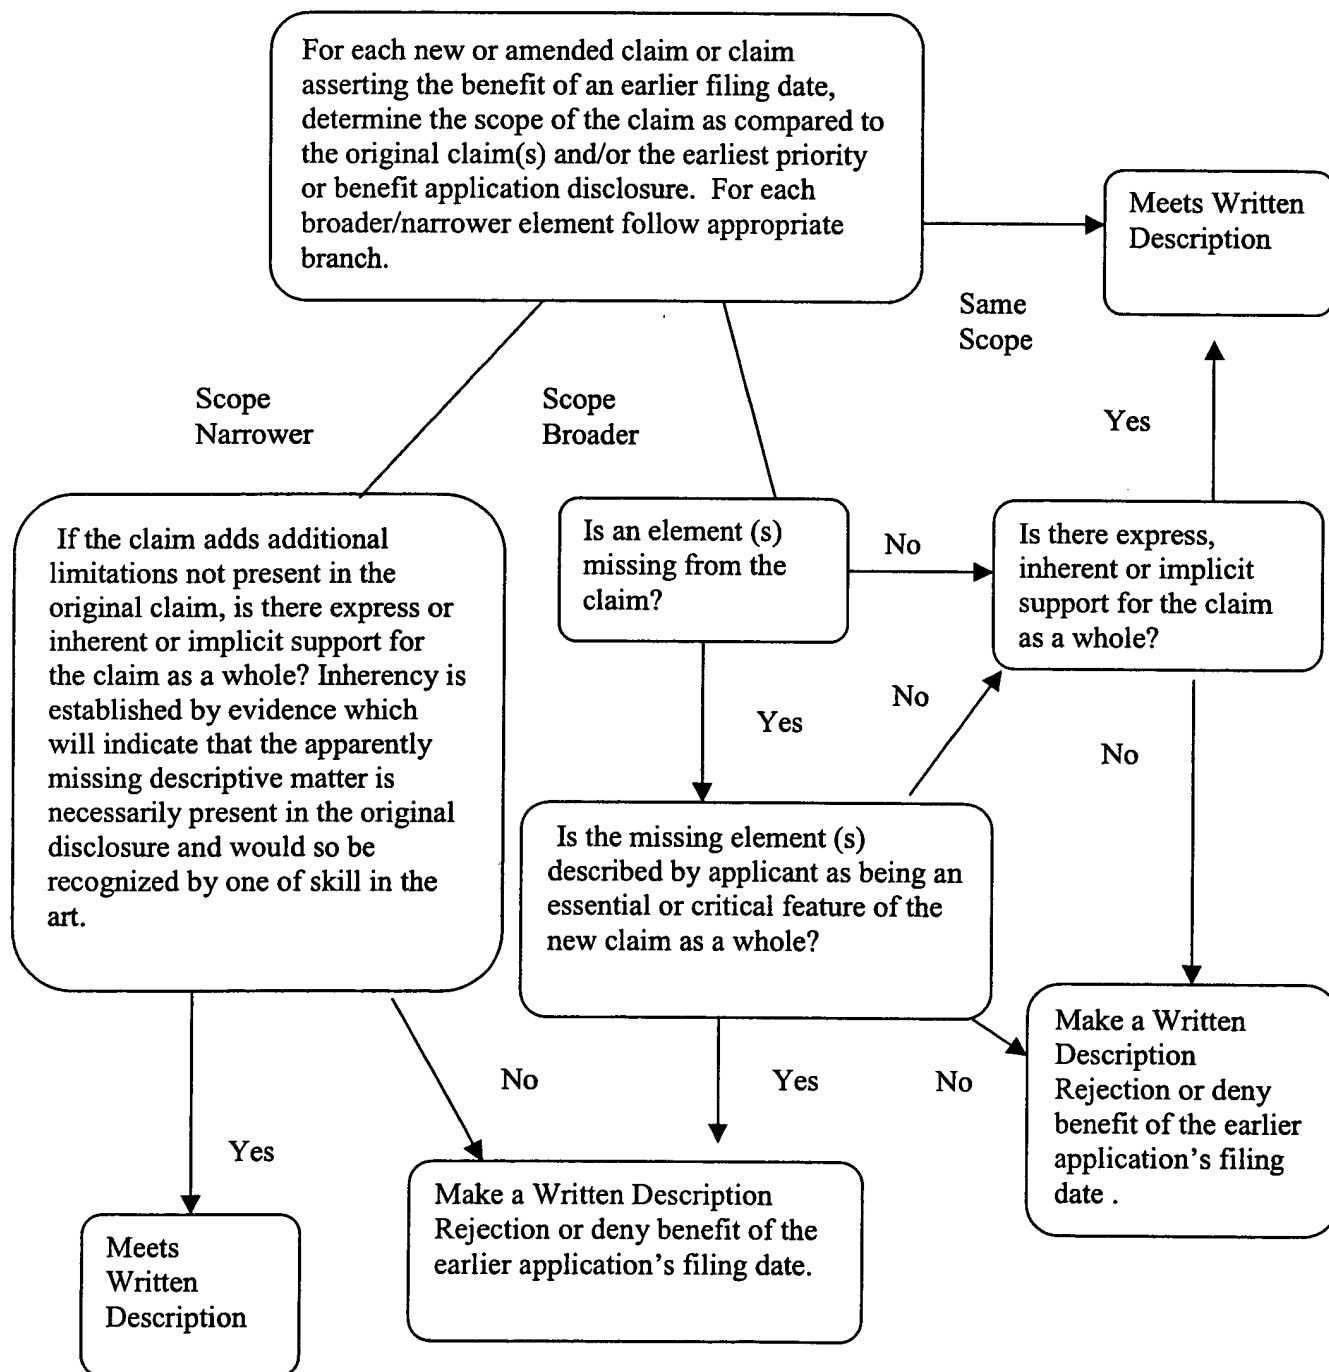 For each new or amended claim or claim
asserting the benefit of an earlier filing date,
determine the scope of the claim as compared to
the original claim(s) and/or the earliest priority
or benefit application disclosure. For each
broader/narrower element follow appropriate
branch.
Meets Written
Description
Same
Scope
Scope
Narrower
Scope
Broader
Yes
If the claim adds additional
limitations not present in the
original claim, is there express or
inherent or implicit support for
the claim as a whole? Inherency is
established by evidence which
will indicate that the apparently
missing descriptive matter is
necessarily present in the original
disclosure and would so be
recognized by one of skill in the
art.
Is an element (s)
missing from the
claim?
No
Is there express,
inherent or implicit
support for the claim
as a whole?
Yes
No
No
Is the missing element (s)
described by applicant as being an
essential or critical feature of the
new claim as a whole?
Make a Written
Description
Rejection or deny
benefit of the earlier
application's filing
date .
No
Yes
No
Yes
Make a Written Description
Rejection or deny benefit of the
earlier application's filing date.
Meets
Written
Description